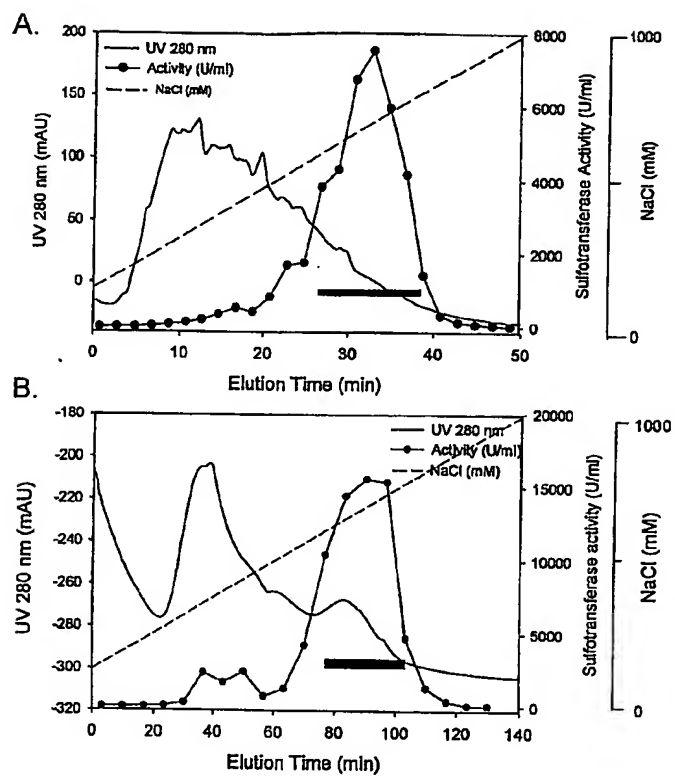 A.
UV 280 nm
Activity (U/ml)
NaCl (mM)
200
150
100
50
0
UV 280 nm (mAU)
8000
6000
4000
2000
0
Sulfotransferase Activity (U/ml)
1000
0
NaCl (mM)
0 10 20 30 40 50
Elution Time (min)
B.
UV 280 nm
Activity (U/ml)
NaCl (mM)
-180
-200
-220
-240
-260
-280
-300
-320
UV 280 nm (mAU)
20000
15000
10000
5000
0
Sulfotransferase activity (U/ml)
1000
0
NaCl (mM)
0 20 40 60 80 100 120 140
Elution Time (min)